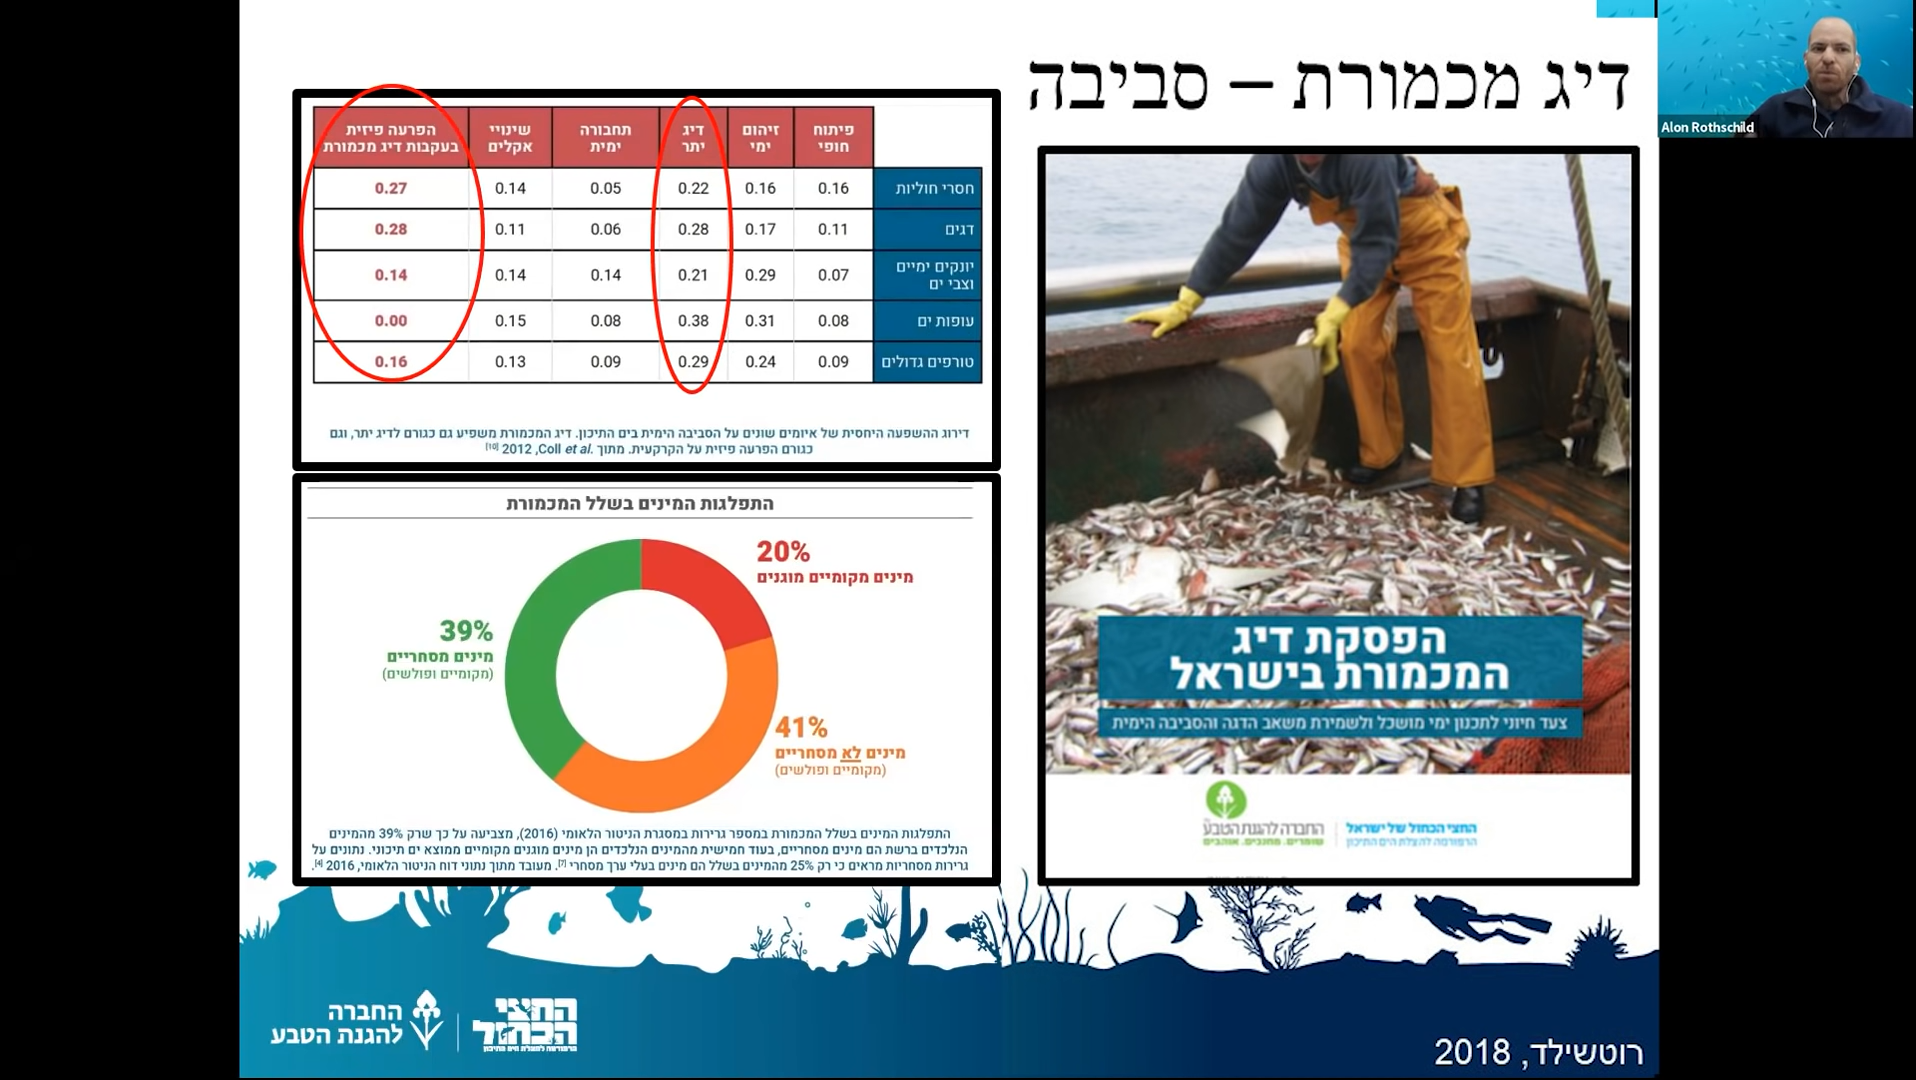 דיג מכמורת – סביבה
Alon Rothschild
פיתוח חופי | זיהום ימי | דיג יתר | תחבורה ימית | שינויי אקלים | הפרעה פיזית בעקבות דיג מכמורת
חסרי חוליות 0.16 0.16 0.22 0.05 0.14 0.27
דגים 0.11 0.17 0.28 0.06 0.11 0.28
יונקים ימיים וצבי ים 0.07 0.29 0.21 0.14 0.14 0.14
עופות ים 0.08 0.31 0.38 0.08 0.15 0.00
טורפים גדולים 0.09 0.24 0.29 0.09 0.13 0.16
דירוג ההשפעה היחסית של איומים שונים על הסביבה הימית בים התיכון. דיג המכמורת משפיע גם כגורם לדיג יתר, וגם
כגורם הפרעה פיזית על הקרקעית. מתוך Coll et al., 2012 [10]
התפלגות המינים בשלל המכמורת
20%
מינים מקומיים מוגנים
39%
מינים מסחריים
(מקומיים ופולשים)
41%
מינים לא מסחריים
(מקומיים ופולשים)
התפלגות המינים בשלל המכמורת במספר גרירות במסגרת הניטור הלאומי (2016), מצביעה על כך שרק 39% מהמינים
הנלכדים ברשת הם מינים מסחריים, בעוד חמישית מהמינים הנלכדים הן מינים מוגנים מקומיים ממוצא ים תיכוני. נתונים על
גרירות מסחריות מראים כי רק 25% מהמינים בשלל הם מינים בעלי ערך מסחרי [7]. מעובד מתוך נתוני דוח הניטור הלאומי, 2016 [4].
הפסקת דיג
המכמורת בישראל
צעד חיוני לתכנון ימי מושכל ולשמירת משאב הדגה והסביבה הימית
החצי הכחול של ישראל
הרפורמה להצלת הים התיכון
החברה להגנת הטבע
שומרים. מחנכים. אוהבים
החברה
להגנת הטבע
החצי
הכחול
רוטשילד, 2018